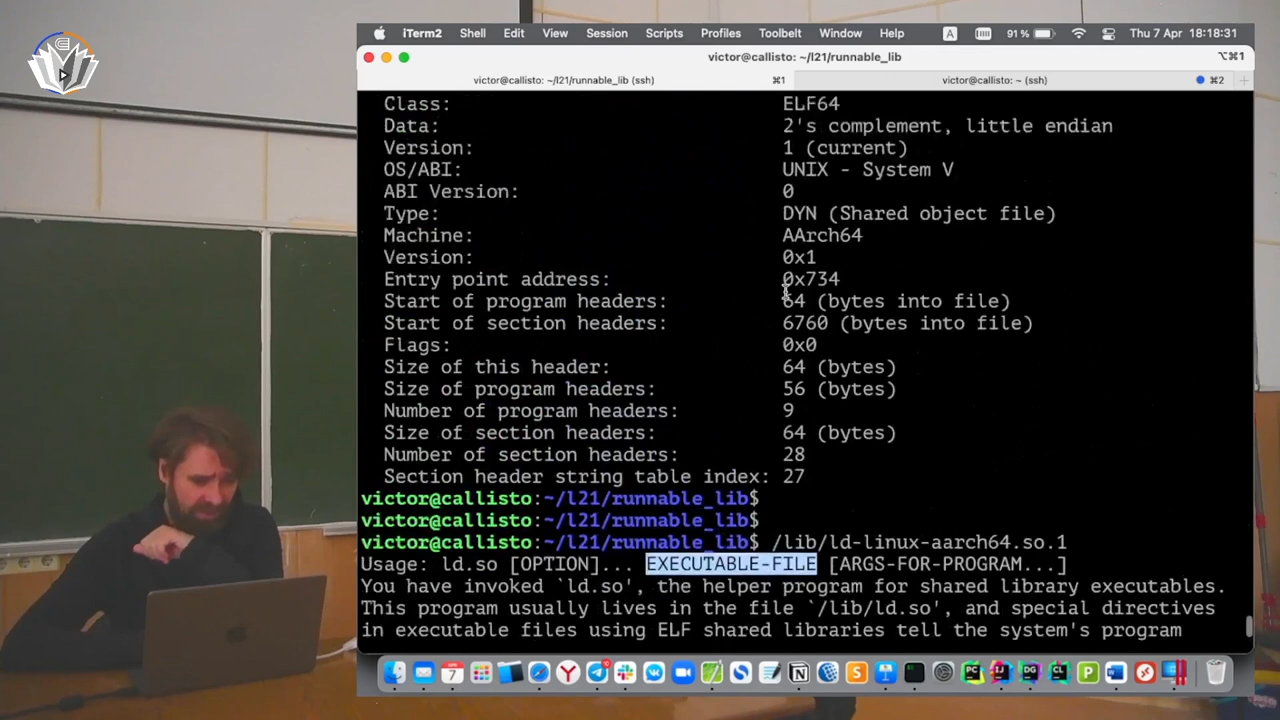 iTerm2 Shell Edit View Session Scripts Profiles Toolbelt Window Help A 91 % Thu 7 Apr 18:18:31
victor@callisto: ~/l21/runnable_lib ⌥⌘1
victor@callisto: ~/l21/runnable_lib (ssh) ⌘1 victor@callisto: ~ (ssh) ⌘2
Class: ELF64
Data: 2's complement, little endian
Version: 1 (current)
OS/ABI: UNIX - System V
ABI Version: 0
Type: DYN (Shared object file)
Machine: AArch64
Version: 0x1
Entry point address: 0x734
Start of program headers: 64 (bytes into file)
Start of section headers: 6760 (bytes into file)
Flags: 0x0
Size of this header: 64 (bytes)
Size of program headers: 56 (bytes)
Number of program headers: 9
Size of section headers: 64 (bytes)
Number of section headers: 28
Section header string table index: 27
victor@callisto:~/l21/runnable_lib$
victor@callisto:~/l21/runnable_lib$
victor@callisto:~/l21/runnable_lib$ /lib/ld-linux-aarch64.so.1
Usage: ld.so [OPTION]... EXECUTABLE-FILE [ARGS-FOR-PROGRAM...]
You have invoked `ld.so', the helper program for shared library executables.
This program usually lives in the file `/lib/ld.so', and special directives
in executable files using ELF shared libraries tell the system's program